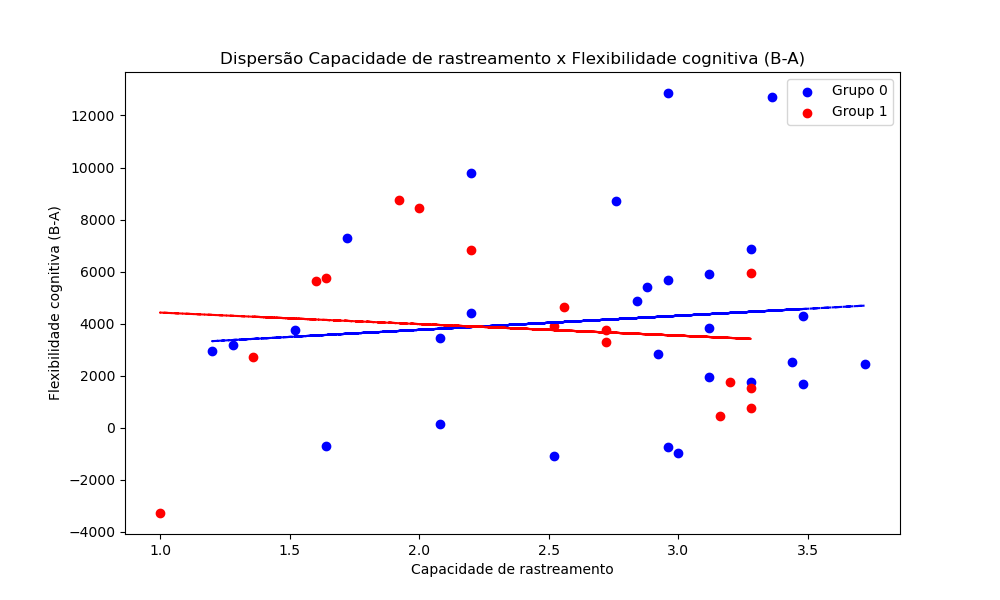 Dispersão Capacidade de rastreamento x Flexibilidade cognitiva (B-A)
Grupo 0
Group 1
12000
10000
8000
6000
4000
2000
0
−2000
−4000
Flexibilidade cognitiva (B-A)
1.0 1.5 2.0 2.5 3.0 3.5
Capacidade de rastreamento